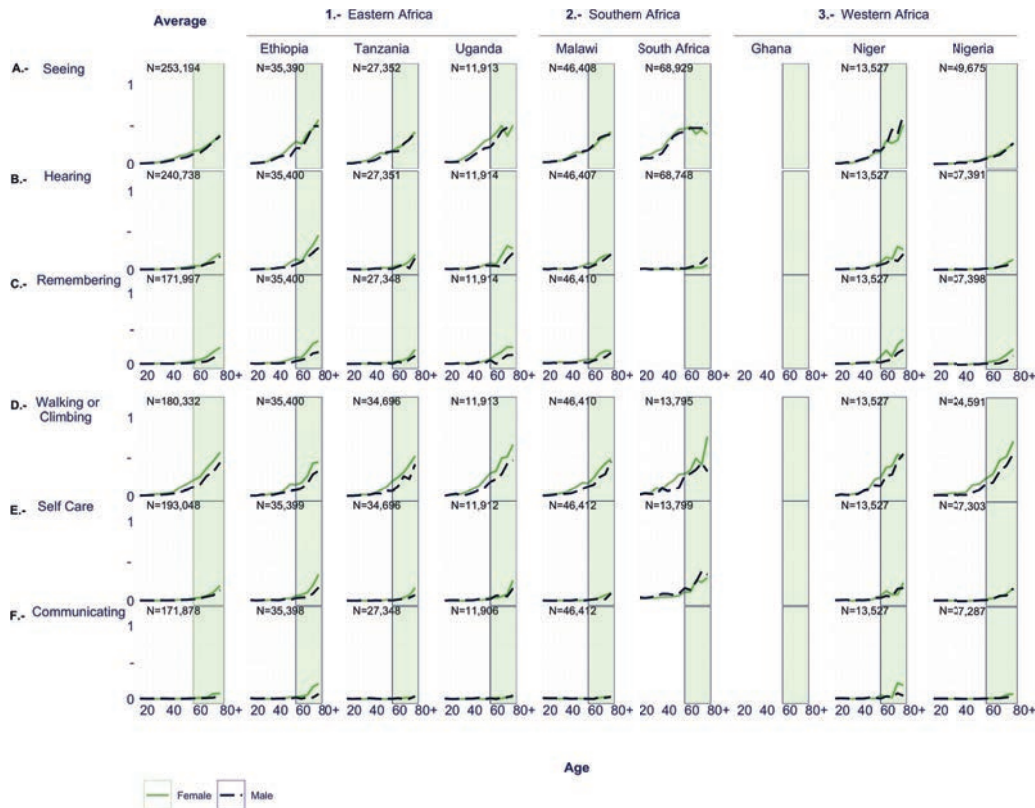 Average
1.- Eastern Africa
2.- Southern Africa
3.- Western Africa
Ethiopia Tanzania Uganda Malawi South Africa Ghana Niger Nigeria
A.- Seeing
N=253,194 N=35,390 N=27,352 N=11,913 N=46,408 N=68,929 N=13,527 N=49,675
1
-
0
B.- Hearing
N=240,738 N=35,400 N=27,351 N=11,914 N=46,407 N=68,748 N=13,527 N=37,391
1
-
0
C.- Remembering
N=171,997 N=35,400 N=27,348 N=11,914 N=46,410 N=13,527 N=37,398
1
-
0
20 40 60 80+ 20 40 60 80+ 20 40 60 80+ 20 40 60 80+ 20 40 60 80+ 20 40 60 80+ 20 40 60 80+ 20 40 60 80+ 20 40 60 80+
D.- Walking or
Climbing
N=180,332 N=35,400 N=34,696 N=11,913 N=46,410 N=13,795 N=13,527 N=24,591
1
-
0
E.- Self Care
N=193,048 N=35,399 N=34,696 N=11,912 N=46,412 N=13,799 N=13,527 N=37,303
1
-
0
F.- Communicating
N=171,878 N=35,398 N=27,348 N=11,906 N=46,412 N=13,527 N=37,287
1
-
0
20 40 60 80+ 20 40 60 80+ 20 40 60 80+ 20 40 60 80+ 20 40 60 80+ 20 40 60 80+ 20 40 60 80+ 20 40 60 80+ 20 40 60 80+
Age
Female Male